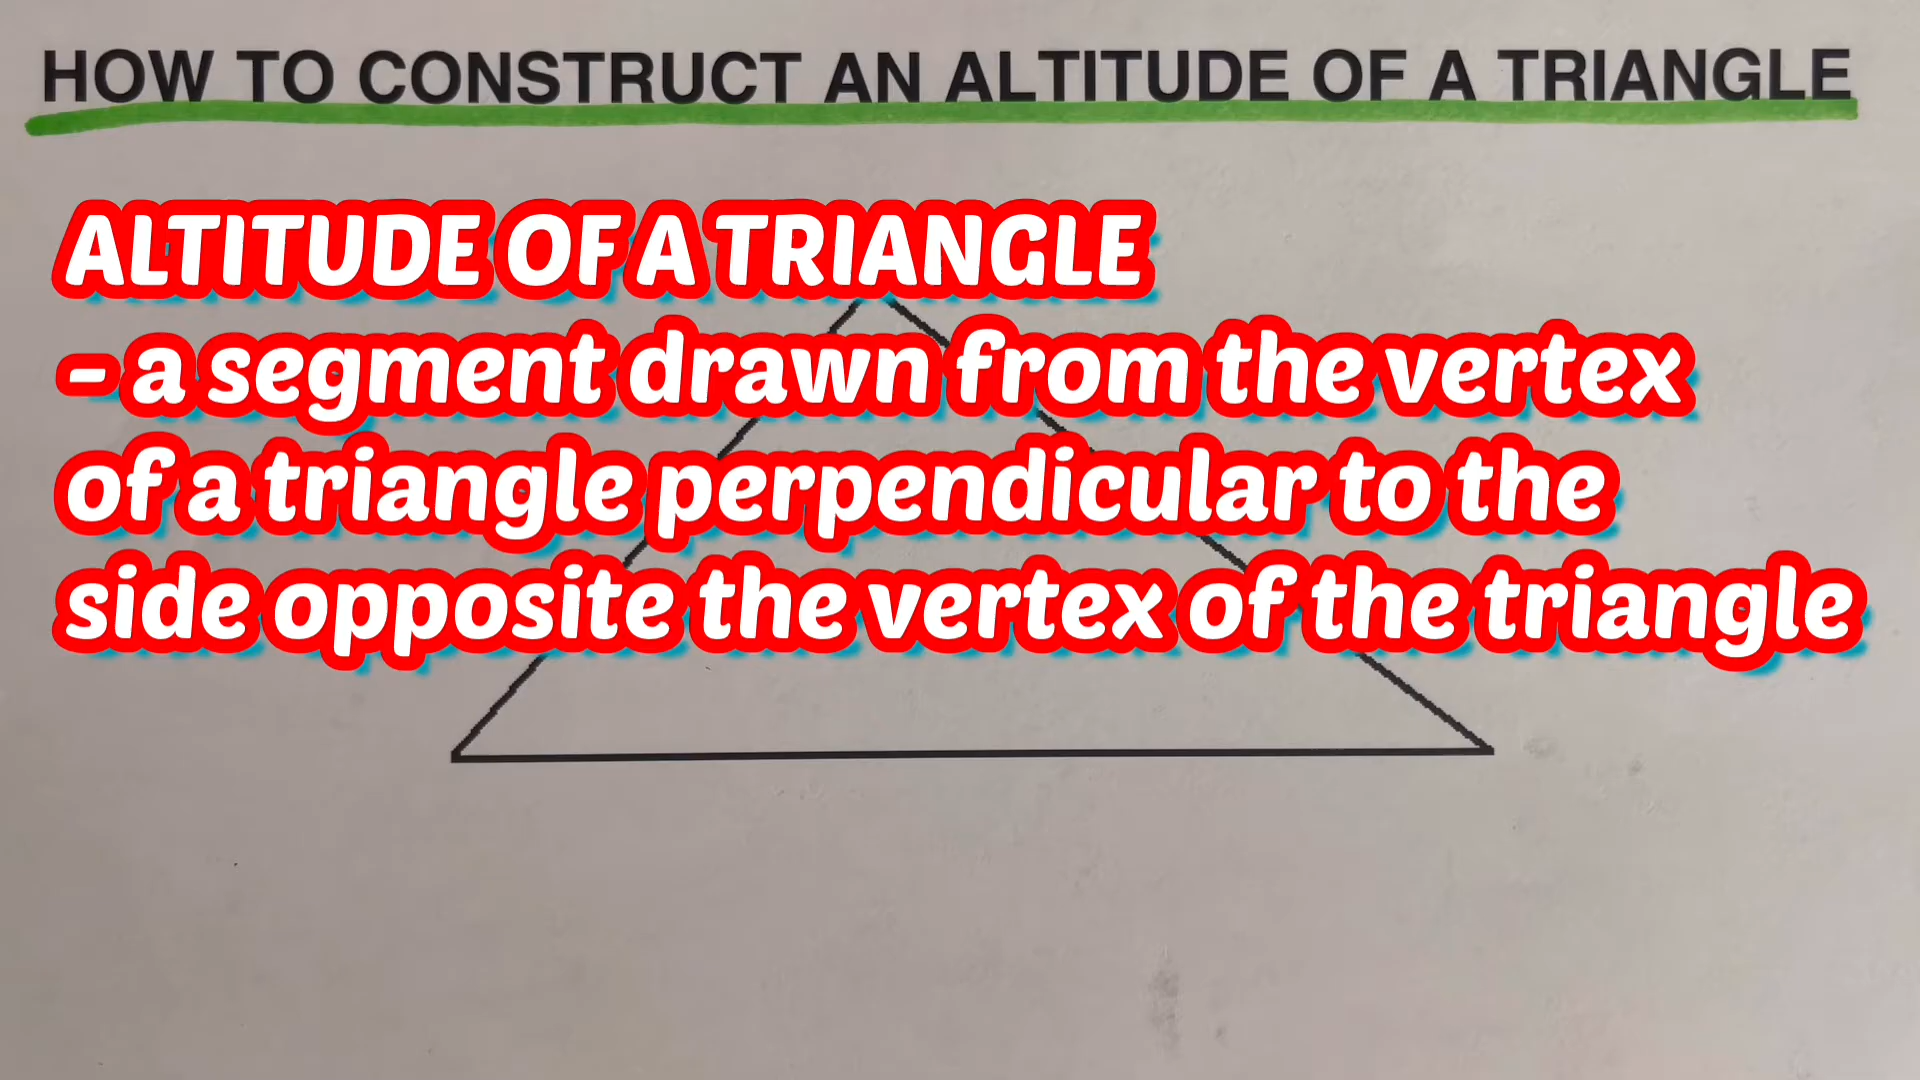 HOW TO CONSTRUCT AN ALTITUDE OF A TRIANGLE
ALTITUDE OF A TRIANGLE
- a segment drawn from the vertex
of a triangle perpendicular to the
side opposite the vertex of the triangle